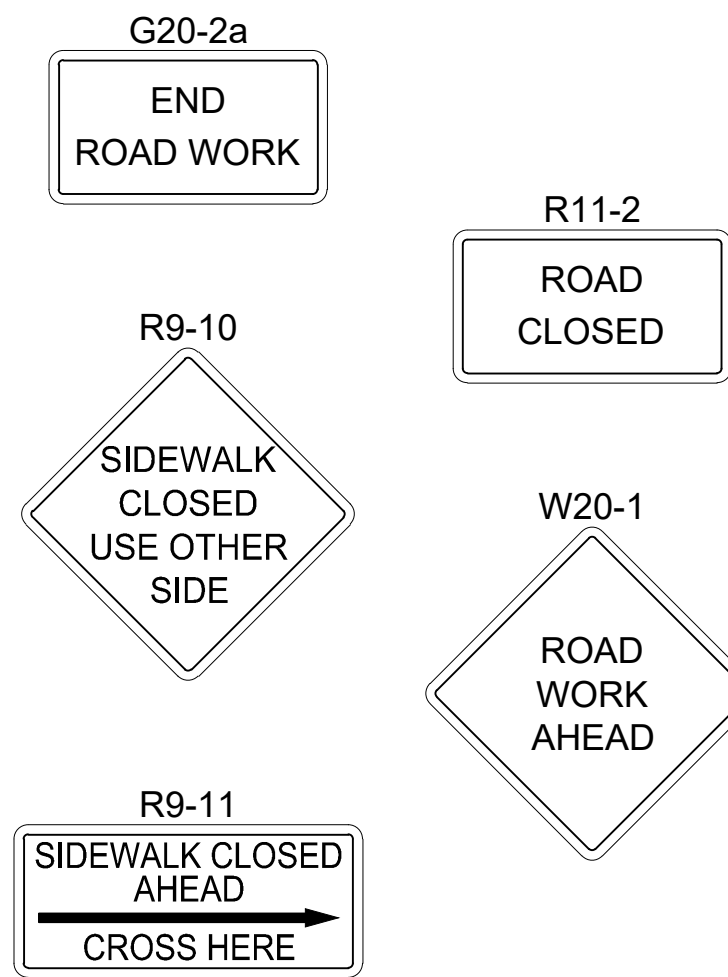 G20-2a
END
ROAD WORK
R11-2
ROAD
CLOSED
R9-10
SIDEWALK
CLOSED
USE OTHER
SIDE
W20-1
ROAD
WORK
AHEAD
R9-11
SIDEWALK CLOSED
AHEAD
CROSS HERE